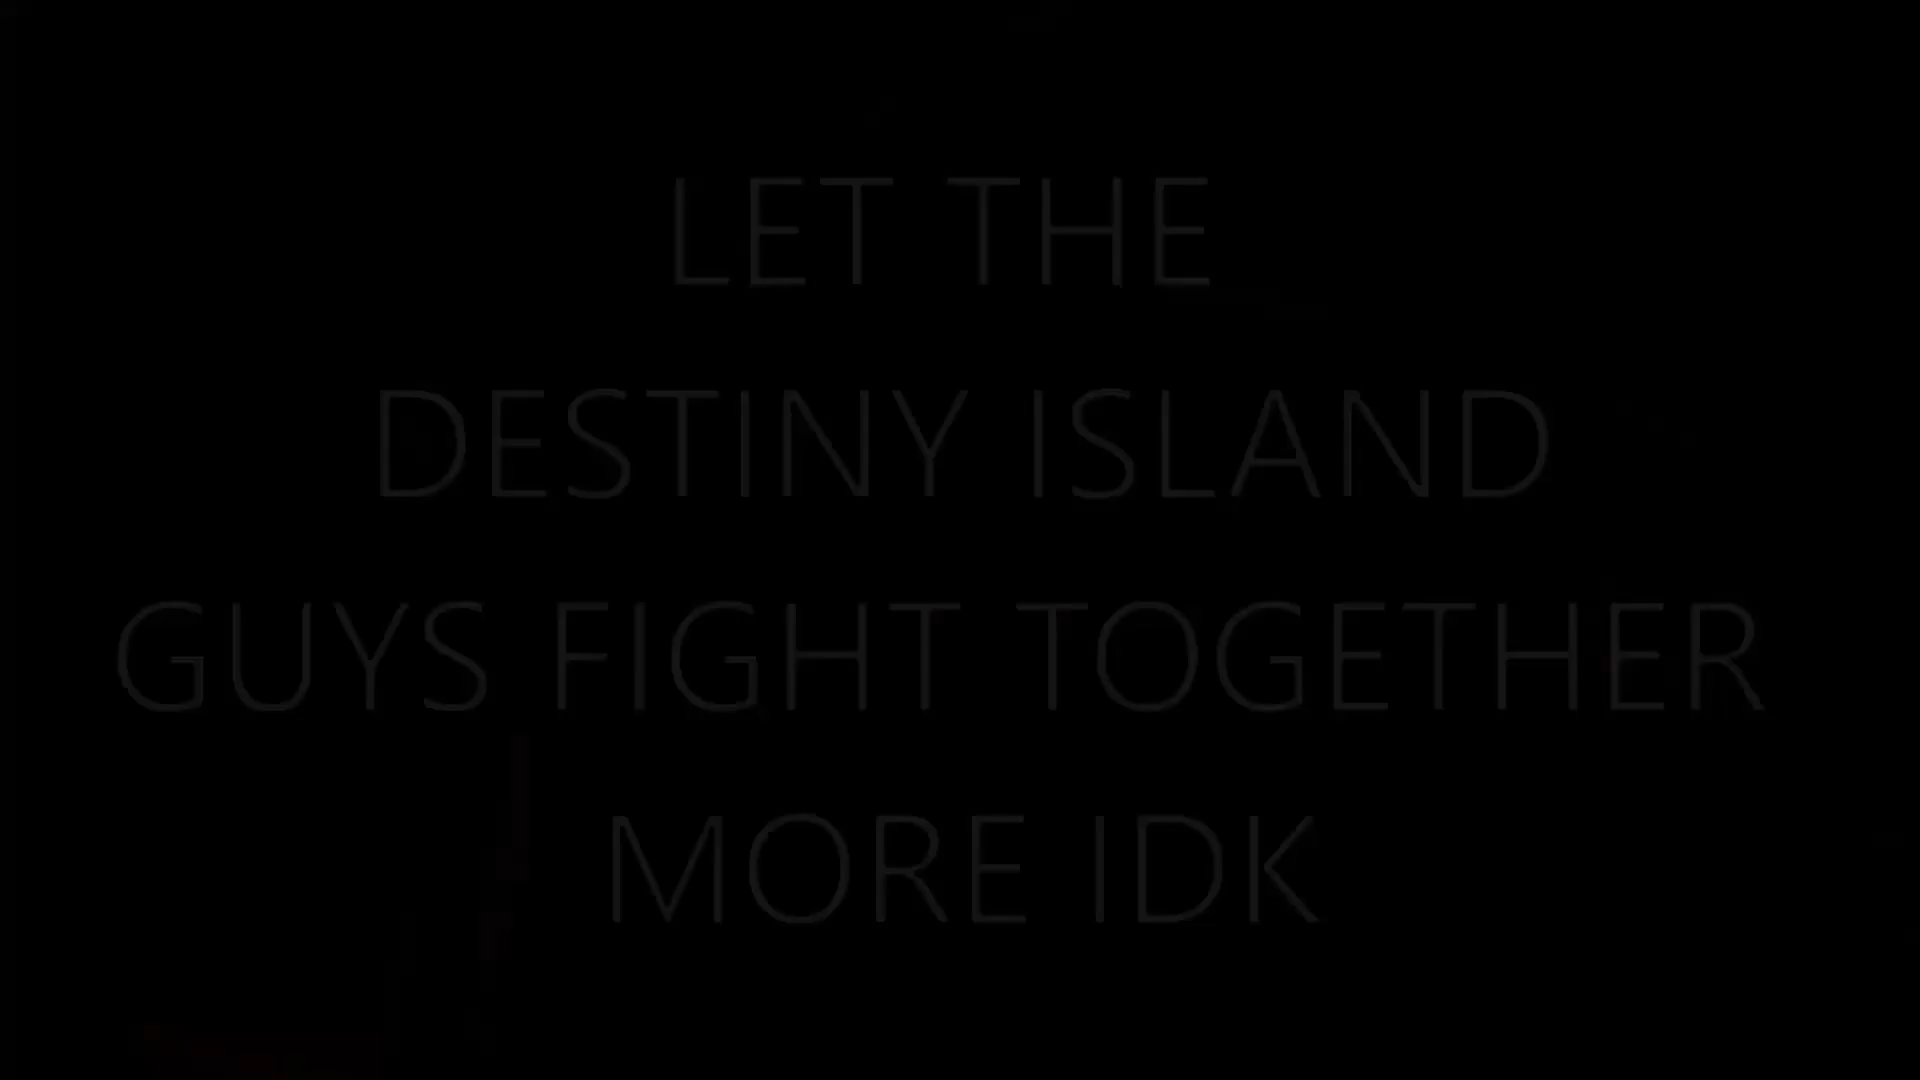 LET THE
DESTINY ISLAND
GUYS FIGHT TOGETHER
MORE IDK